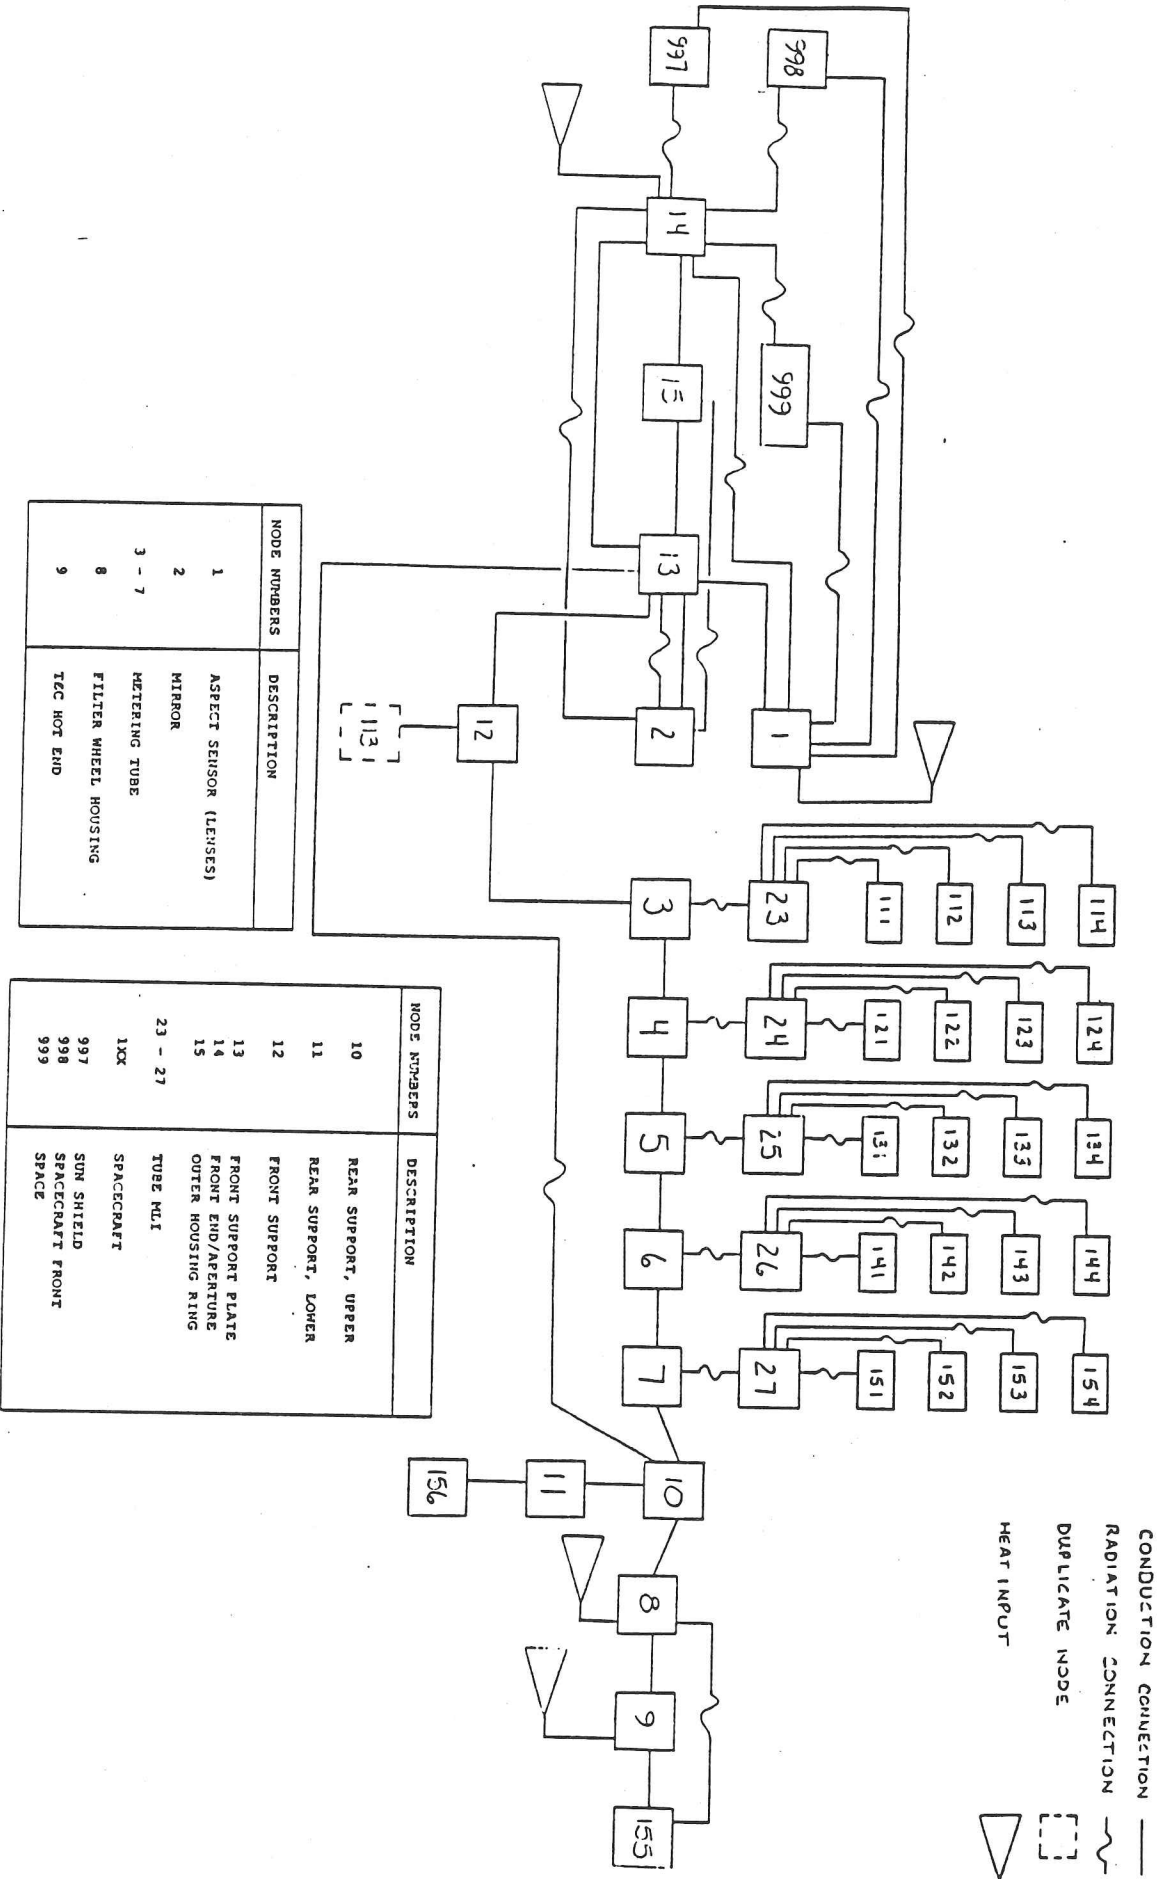 CONDUCTION CONNECTION
RADIATION CONNECTION
DUPLICATE NODE
HEAT INPUT
114
113
112
111
23
3
124
123
122
121
24
4
134
133
132
131
25
5
144
143
142
141
26
6
154
153
152
151
27
7
997
998
999
14
15
13
1
2
12
113
10
11
156
8
9
155
NODE NUMBERS DESCRIPTION
1 ASPECT SENSOR (LENSES)
2 MIRROR
3 - 7 METERING TUBE
8 FILTER WHEEL HOUSING
9 T&C HOT END
NODE NUMBERS DESCRIPTION
10 REAR SUPPORT, UPPER
11 REAR SUPPORT, LOWER
12 FRONT SUPPORT
13 FRONT SUPPORT PLATE
14 FRONT END/APERTURE
15 OUTER HOUSING RING
23 - 27 TUBE MLI
1XX SPACECRAFT
997 SUN SHIELD
998 SPACECRAFT FRONT
999 SPACE